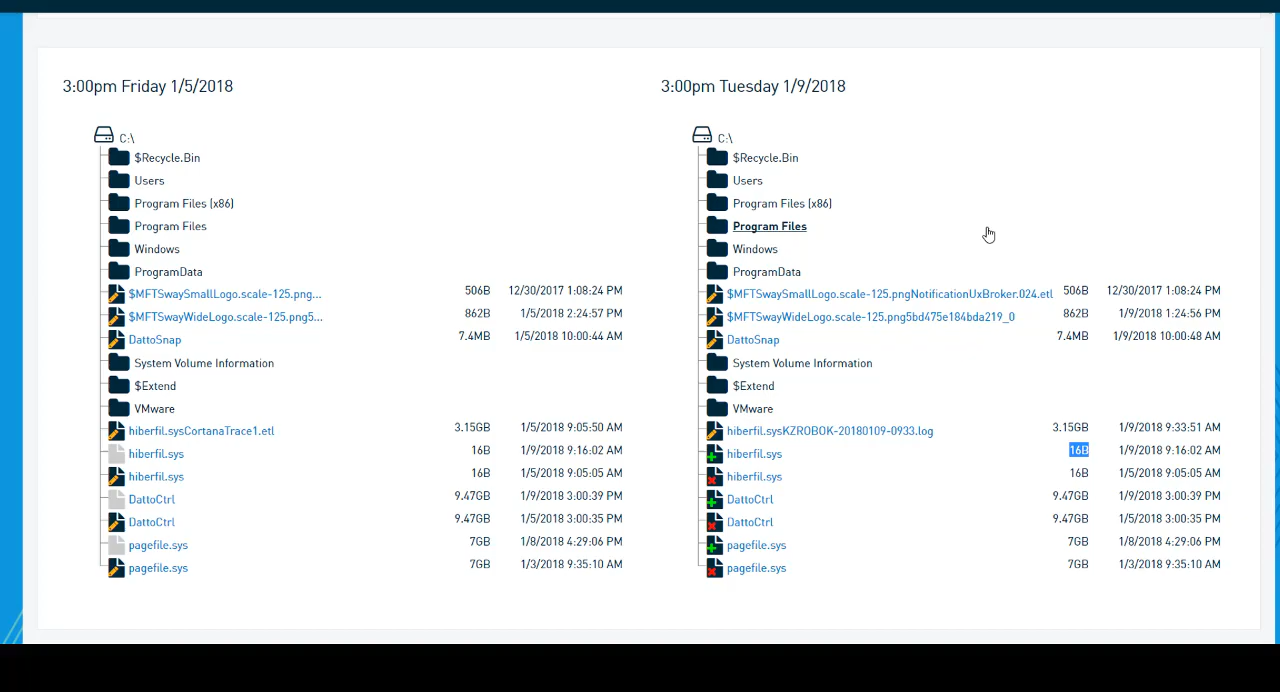 3:00pm Friday 1/5/2018
C:\
$Recycle.Bin
Users
Program Files (x86)
Program Files
Windows
ProgramData
$MFTSwaySmallLogo.scale-125.png... 506B 12/30/2017 1:08:24 PM
$MFTSwayWideLogo.scale-125.png5... 862B 1/5/2018 2:24:57 PM
DattoSnap 7.4MB 1/5/2018 10:00:44 AM
System Volume Information
$Extend
VMware
hiberfil.sysCortanaTrace1.etl 3.15GB 1/5/2018 9:05:50 AM
hiberfil.sys 16B 1/9/2018 9:16:02 AM
hiberfil.sys 16B 1/5/2018 9:05:05 AM
DattoCtrl 9.47GB 1/9/2018 3:00:39 PM
DattoCtrl 9.47GB 1/5/2018 3:00:35 PM
pagefile.sys 7GB 1/8/2018 4:29:06 PM
pagefile.sys 7GB 1/3/2018 9:35:10 AM
3:00pm Tuesday 1/9/2018
C:\
$Recycle.Bin
Users
Program Files (x86)
Program Files
Windows
ProgramData
$MFTSwaySmallLogo.scale-125.pngNotificationUxBroker.024.etl 506B 12/30/2017 1:08:24 PM
$MFTSwayWideLogo.scale-125.png5bd475e184bda219_0 862B 1/9/2018 1:24:56 PM
DattoSnap 7.4MB 1/9/2018 10:00:48 AM
System Volume Information
$Extend
VMware
hiberfil.sysKZROBOK-20180109-0933.log 3.15GB 1/9/2018 9:33:51 AM
hiberfil.sys 16B 1/9/2018 9:16:02 AM
hiberfil.sys 16B 1/5/2018 9:05:05 AM
DattoCtrl 9.47GB 1/9/2018 3:00:39 PM
DattoCtrl 9.47GB 1/5/2018 3:00:35 PM
pagefile.sys 7GB 1/8/2018 4:29:06 PM
pagefile.sys 7GB 1/3/2018 9:35:10 AM